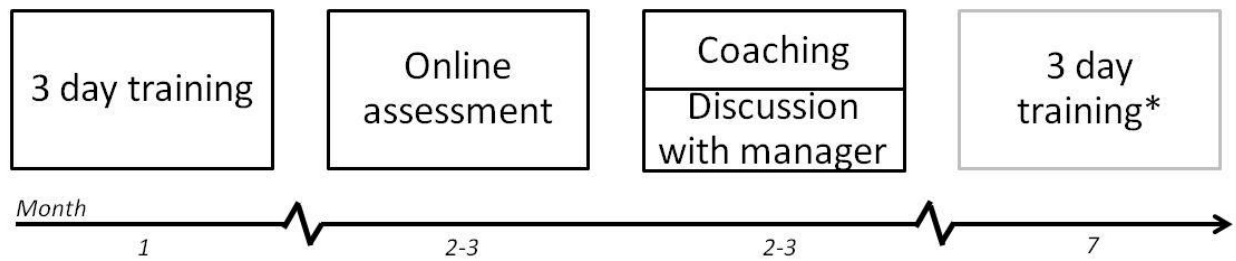 3 day training
Online
assessment
Coaching
Discussion
with manager
3 day
training*
Month
1
2-3
2-3
7